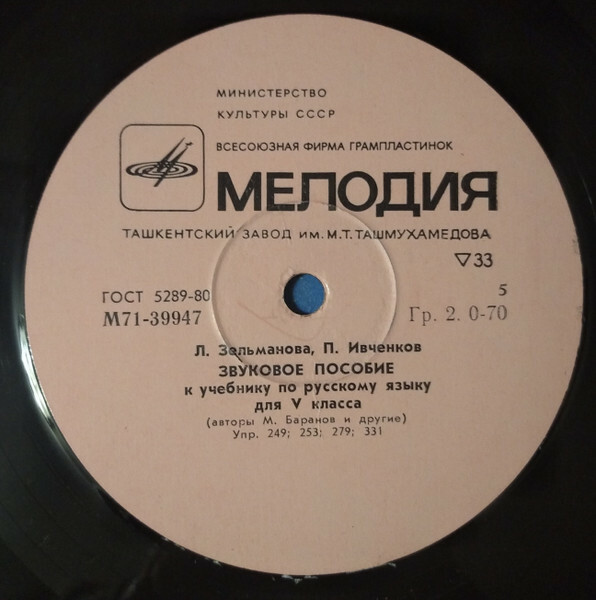 МИНИСТЕРСТВО
КУЛЬТУРЫ СССР
ВСЕСОЮЗНАЯ ФИРМА ГРАМПЛАСТИНОК
МЕЛОДИЯ
ТАШКЕНТСКИЙ ЗАВОД ИМ. М.Т. ТАШМУХАМЕДОВА
▽33
ГОСТ 5289-80
5
М71-39947
Гр. 2. 0-70
Л. Зельманова, П. Ивченков
ЗВУКОВОЕ ПОСОБИЕ
к учебнику по русскому языку
для V класса
(авторы М. Баранов и другие)
Упр. 249; 253; 279; 331